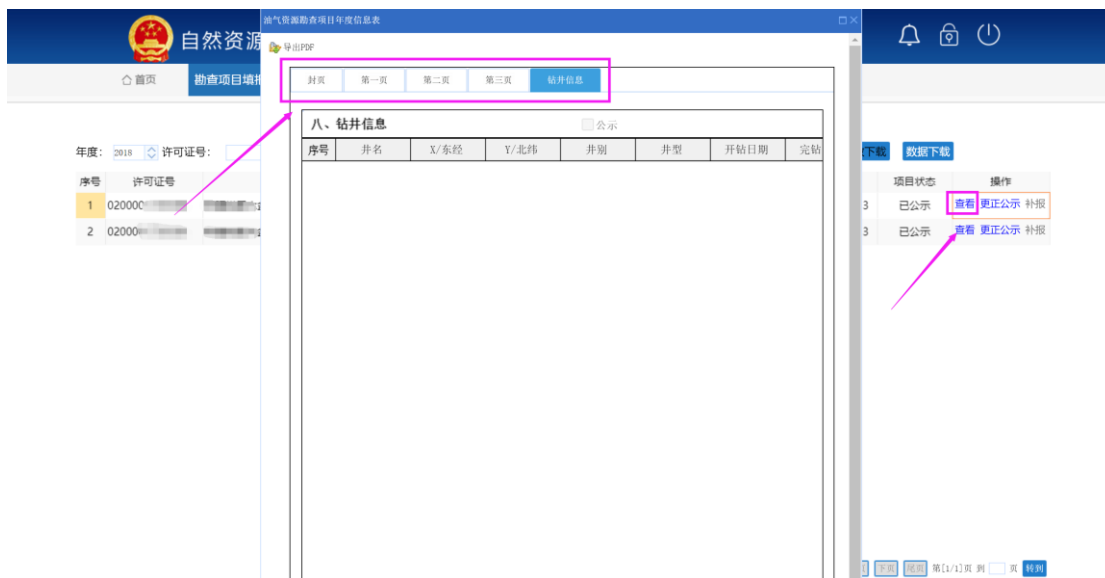 油气资源勘查项目年度信息表
自然资源
导出PDF
首页 勘查项目填报
封页 第一页 第二页 第三页 钻井信息
八、钻井信息 公示
年度： 2018 许可证号：
下载 数据下载
序号 井名 X/东经 Y/北纬 井别 井型 开钻日期 完钻
序号 许可证号 项目状态 操作
1 020000 3 已公示 查看 更正公示 补报
2 02000 3 已公示 查看 更正公示 补报
下页 尾页 第[1/1]页 到 页 转到